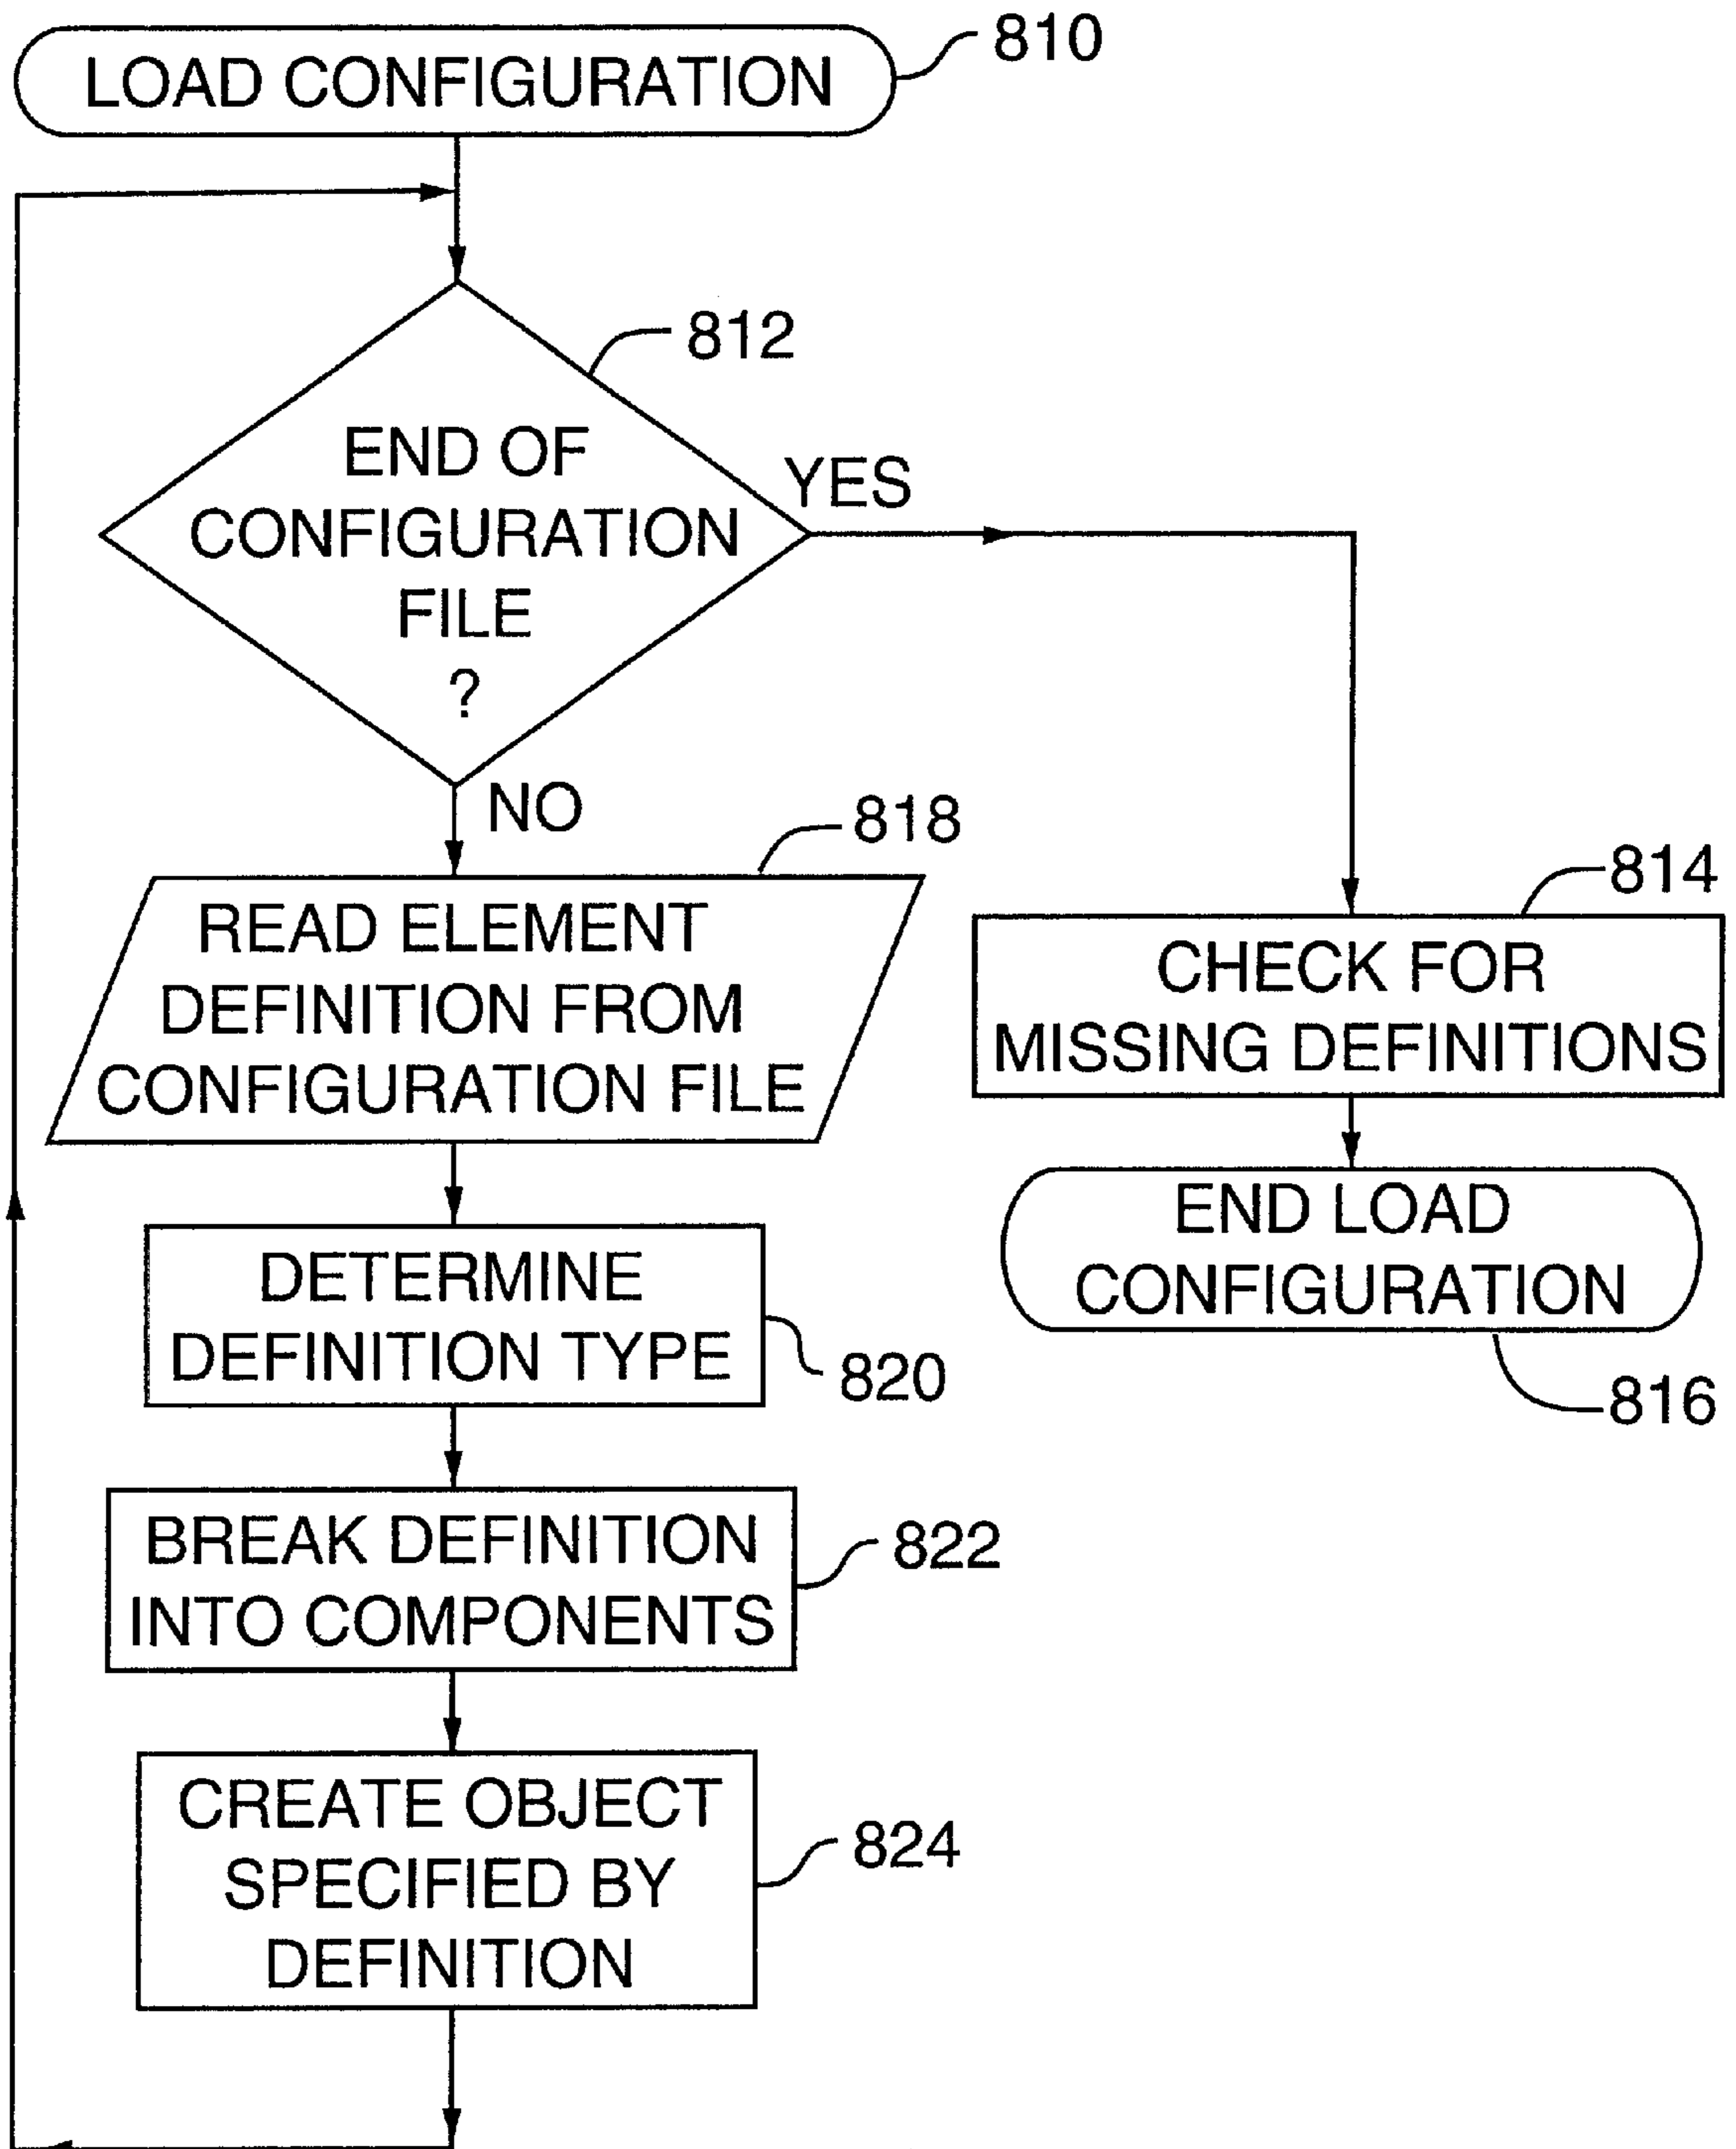 LOAD CONFIGURATION
810
812
END OF
CONFIGURATION
FILE
?
YES
NO
818
READ ELEMENT
DEFINITION FROM
CONFIGURATION FILE
814
CHECK FOR
MISSING DEFINITIONS
END LOAD
CONFIGURATION
816
DETERMINE
DEFINITION TYPE
820
BREAK DEFINITION
INTO COMPONENTS
822
CREATE OBJECT
SPECIFIED BY
DEFINITION
824